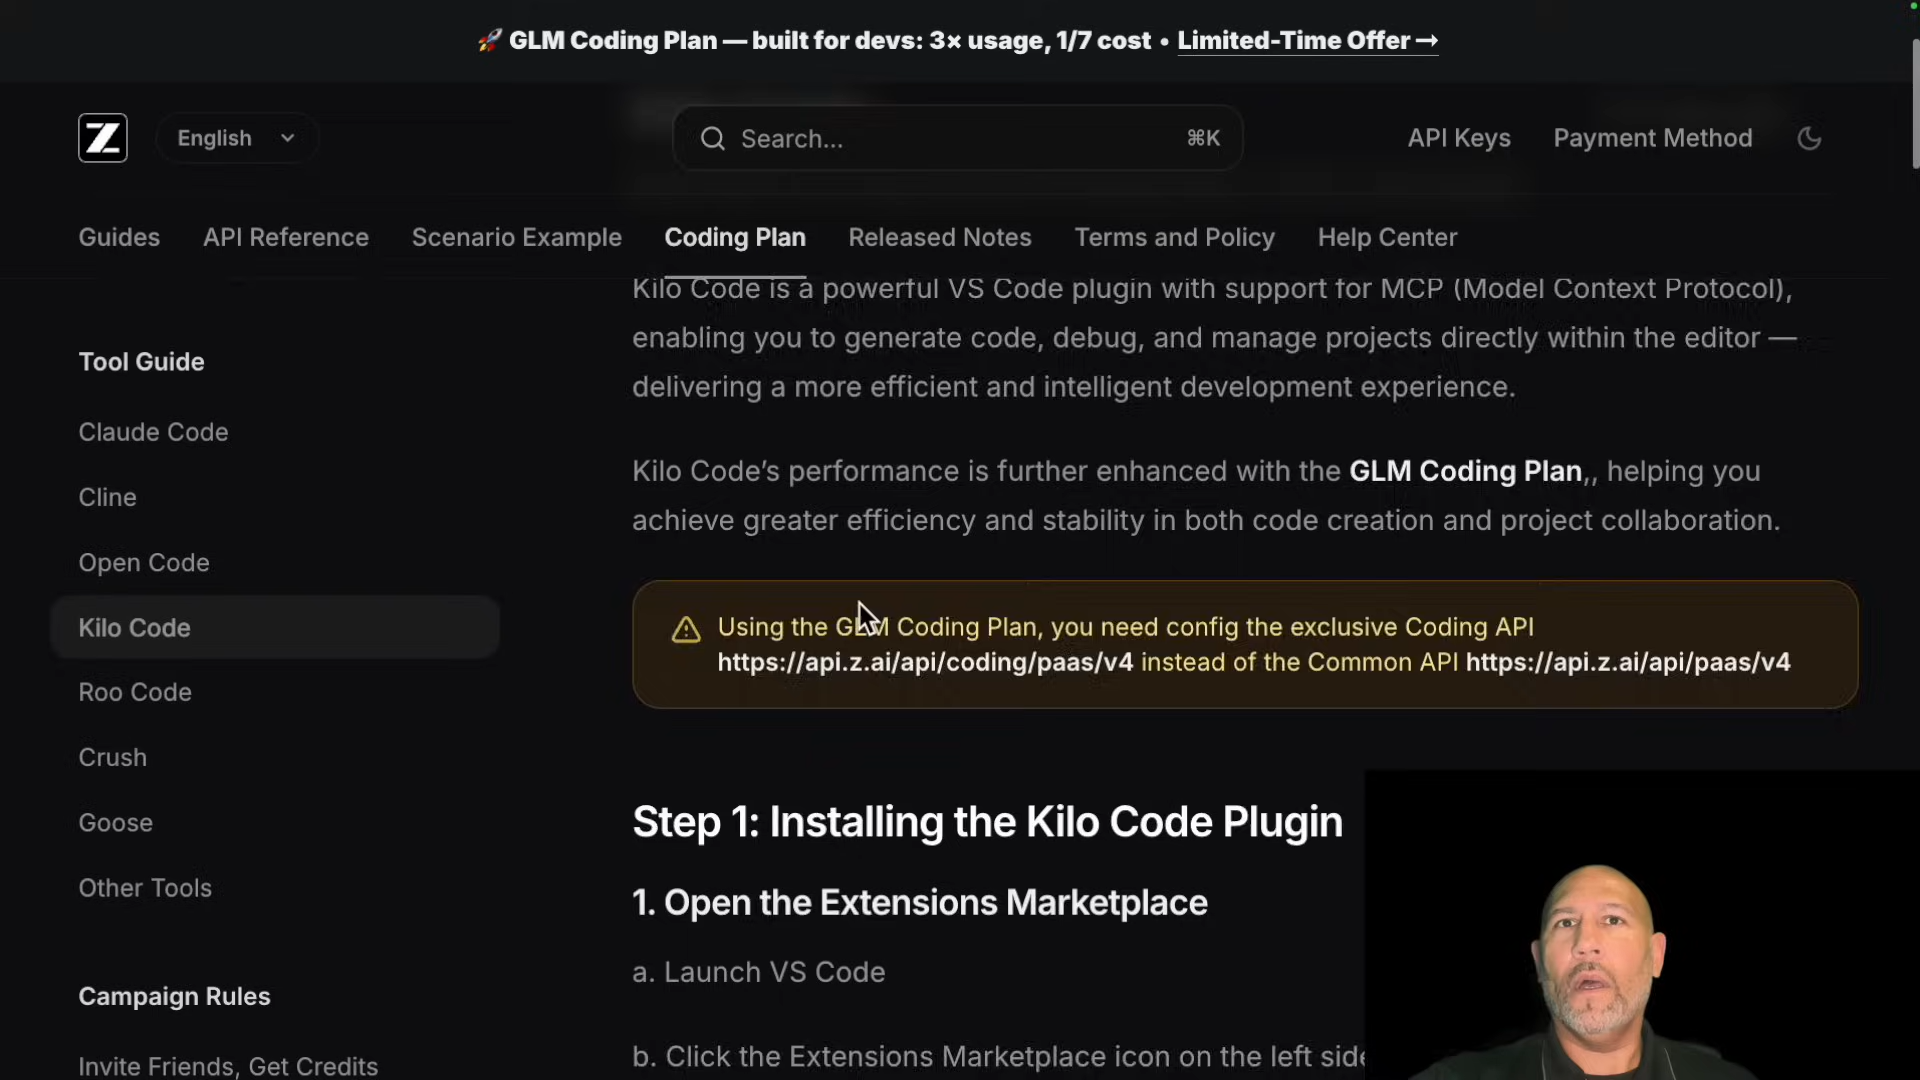 🚀 GLM Coding Plan — built for devs: 3× usage, 1/7 cost • Limited-Time Offer →
Z English Search... ⌘K API Keys Payment Method
Guides API Reference Scenario Example Coding Plan Released Notes Terms and Policy Help Center
Kilo Code is a powerful VS Code plugin with support for MCP (Model Context Protocol),
enabling you to generate code, debug, and manage projects directly within the editor —
delivering a more efficient and intelligent development experience.
Kilo Code’s performance is further enhanced with the GLM Coding Plan,, helping you
achieve greater efficiency and stability in both code creation and project collaboration.
Using the GLM Coding Plan, you need config the exclusive Coding API
https://api.z.ai/api/coding/paas/v4 instead of the Common API https://api.z.ai/api/paas/v4
Step 1: Installing the Kilo Code Plugin
1. Open the Extensions Marketplace
a. Launch VS Code
b. Click the Extensions Marketplace icon on the left side
Tool Guide
Claude Code
Cline
Open Code
Kilo Code
Roo Code
Crush
Goose
Other Tools
Campaign Rules
Invite Friends, Get Credits